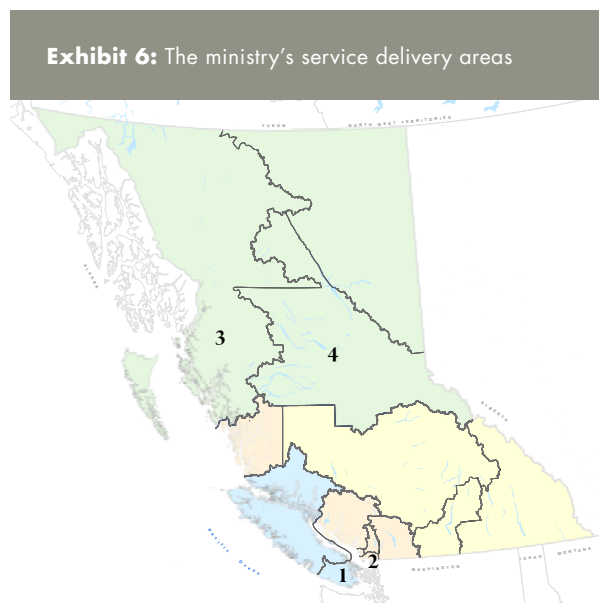 Exhibit 6: The ministry's service delivery areas
YUKON
NORTH WEST TERRITORIES
ALASKA
3
4
ALBERTA
Pacific Ocean
1
2
WASHINGTON
IDAHO
MONTANA